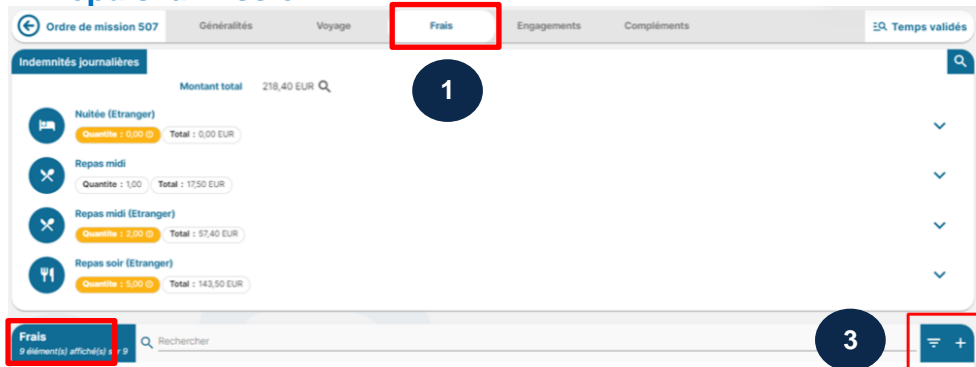 Ordre de mission 507
Généralités
Voyage
Frais
Engagements
Compléments
Temps validés
Indemnités journalières
Montant total 218,40 EUR
1
Nuitée (Etranger)
Quantite : 0,00 Total : 0,00 EUR
Repas midi
Quantite : 1,00 Total : 17,50 EUR
Repas midi (Etranger)
Quantite : 2,00 Total : 57,40 EUR
Repas soir (Etranger)
Quantite : 5,00 Total : 143,50 EUR
Frais
9 élément(s) affiché(s) sur 9
Rechercher
3